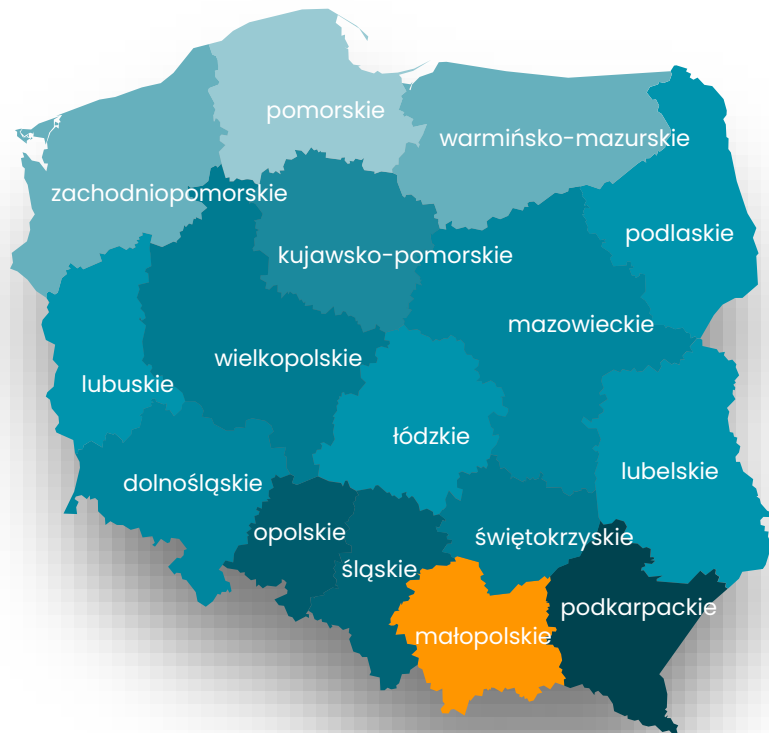 pomorskie
warmińsko-mazurskie
zachodniopomorskie
podlaskie
kujawsko-pomorskie
mazowieckie
wielkopolskie
lubuskie
łódzkie
lubelskie
dolnośląskie
opolskie
świętokrzyskie
śląskie
podkarpackie
małopolskie